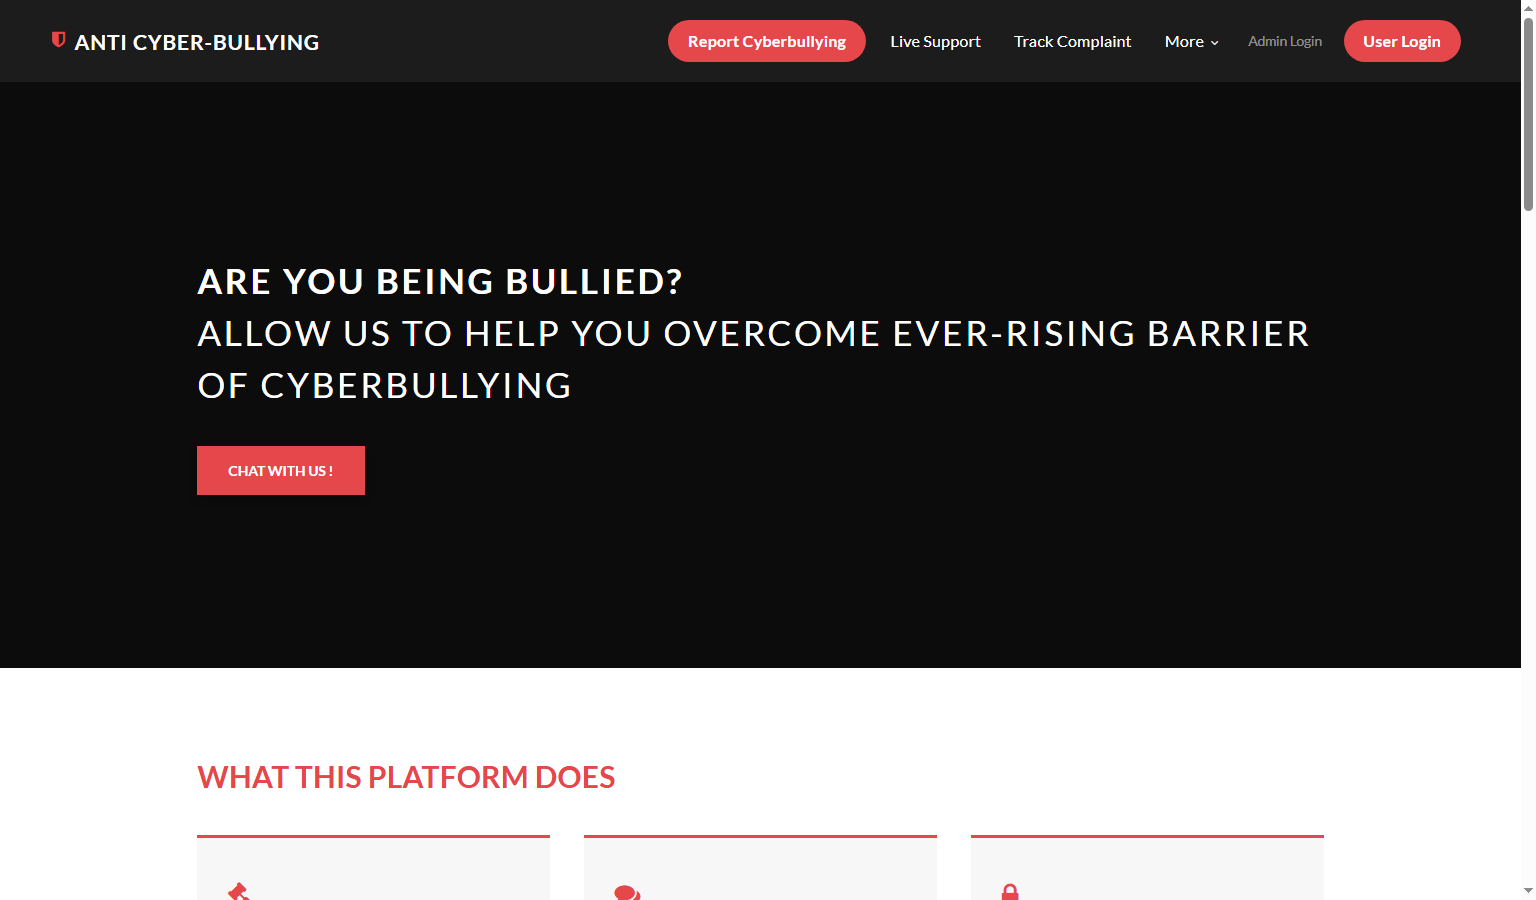 ANTI CYBER-BULLYING
Report Cyberbullying
Live Support
Track Complaint
More
Admin Login
User Login
ARE YOU BEING BULLIED?
ALLOW US TO HELP YOU OVERCOME EVER-RISING BARRIER
OF CYBERBULLYING
CHAT WITH US !
WHAT THIS PLATFORM DOES